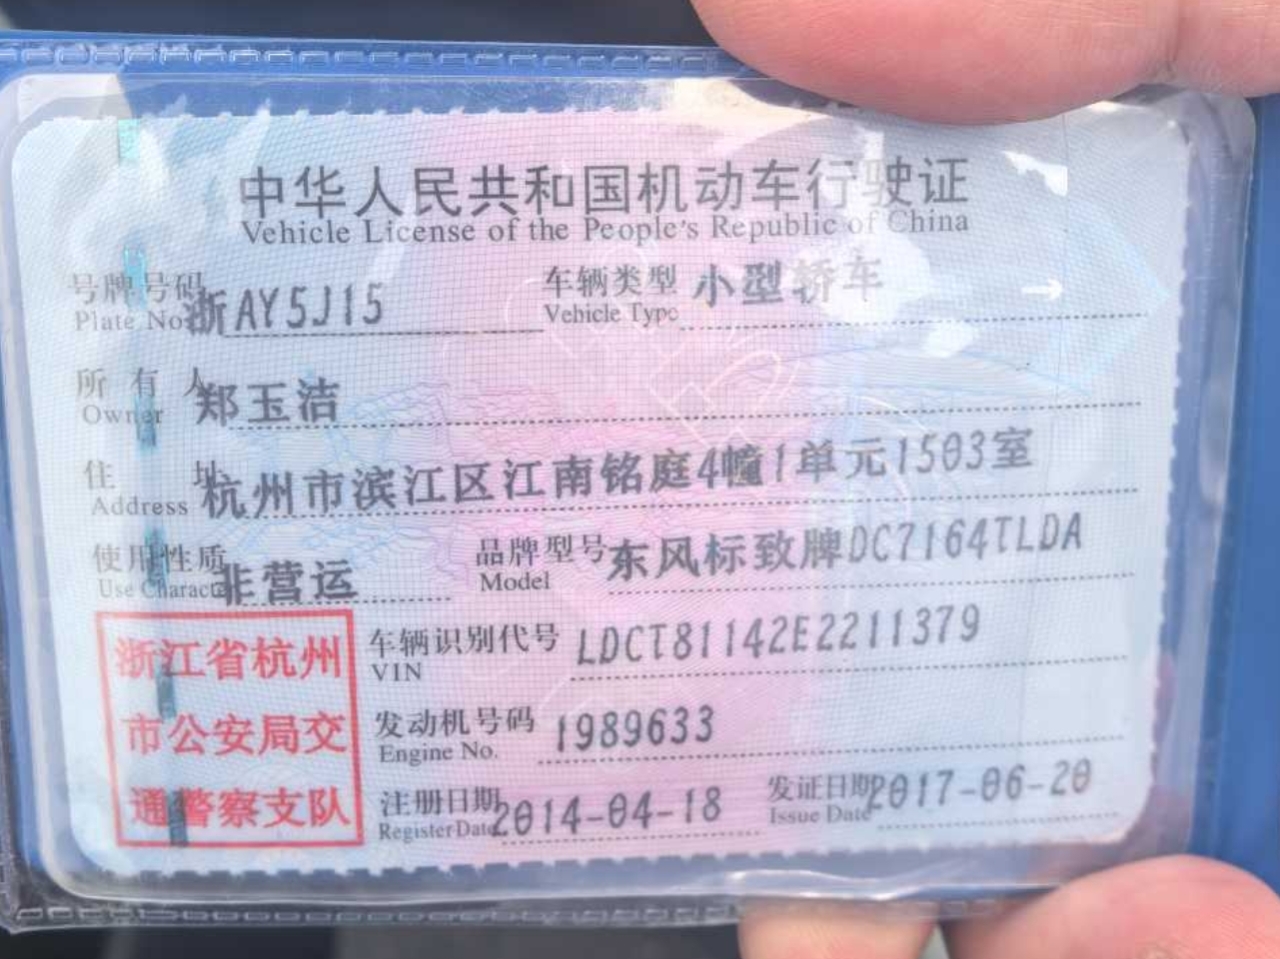 中华人民共和国机动车行驶证
Vehicle License of the People's Republic of China
号牌号码 浙AY5J15 车辆类型 小型轿车
Plate No. Vehicle Type
所有人 郑玉洁
Owner
住址 杭州市滨江区江南铭庭4幢1单元1503室
Address
使用性质 非营运 品牌型号 东风标致牌DC7164TLDA
Use Character Model
浙江省杭州 车辆识别代号 LDCT81142E2211379
VIN
市公安局交 发动机号码 1989633
Engine No.
通警察支队 注册日期 2014-04-18 发证日期 2017-06-20
Register Date Issue Date